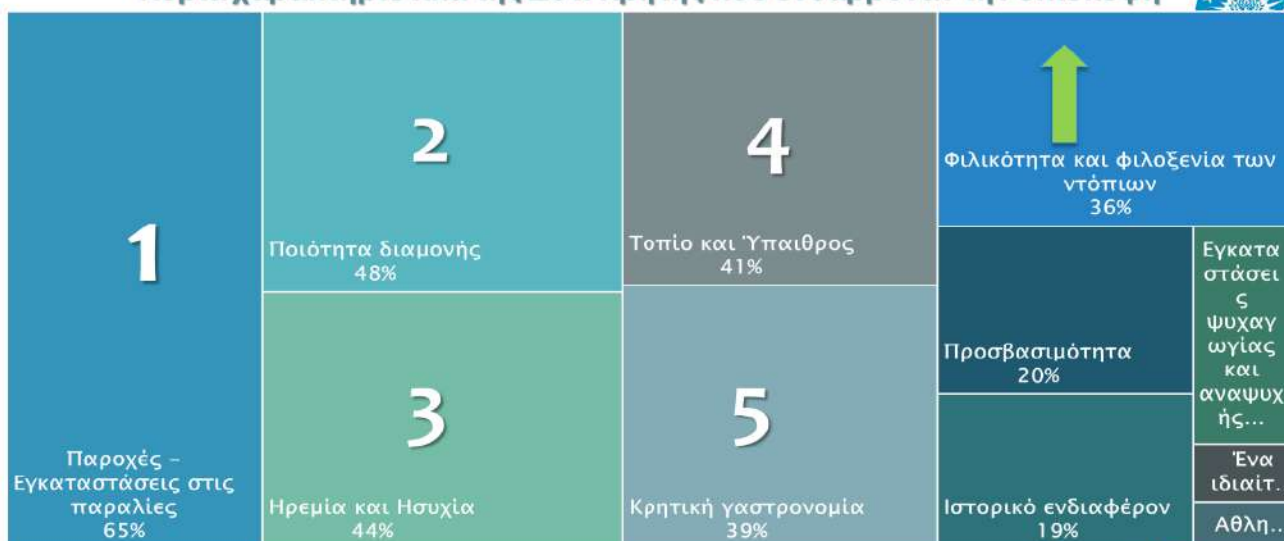 1
Παροχές –
Εγκαταστάσεις στις
παραλίες
65%
2
Ποιότητα διαμονής
48%
3
Ηρεμία και Ησυχία
44%
4
Τοπίο και Ύπαιθρος
41%
5
Κρητική γαστρονομία
39%
Φιλικότητα και φιλοξενία των
ντόπιων
36%
Προσβασιμότητα
20%
Ιστορικό ενδιαφέρον
19%
Εγκατα
στάσει
ς
ψυχαγ
ωγίας
και
αναψυχ
ής...
Ένα
ιδιαίτ.
Αθλη..